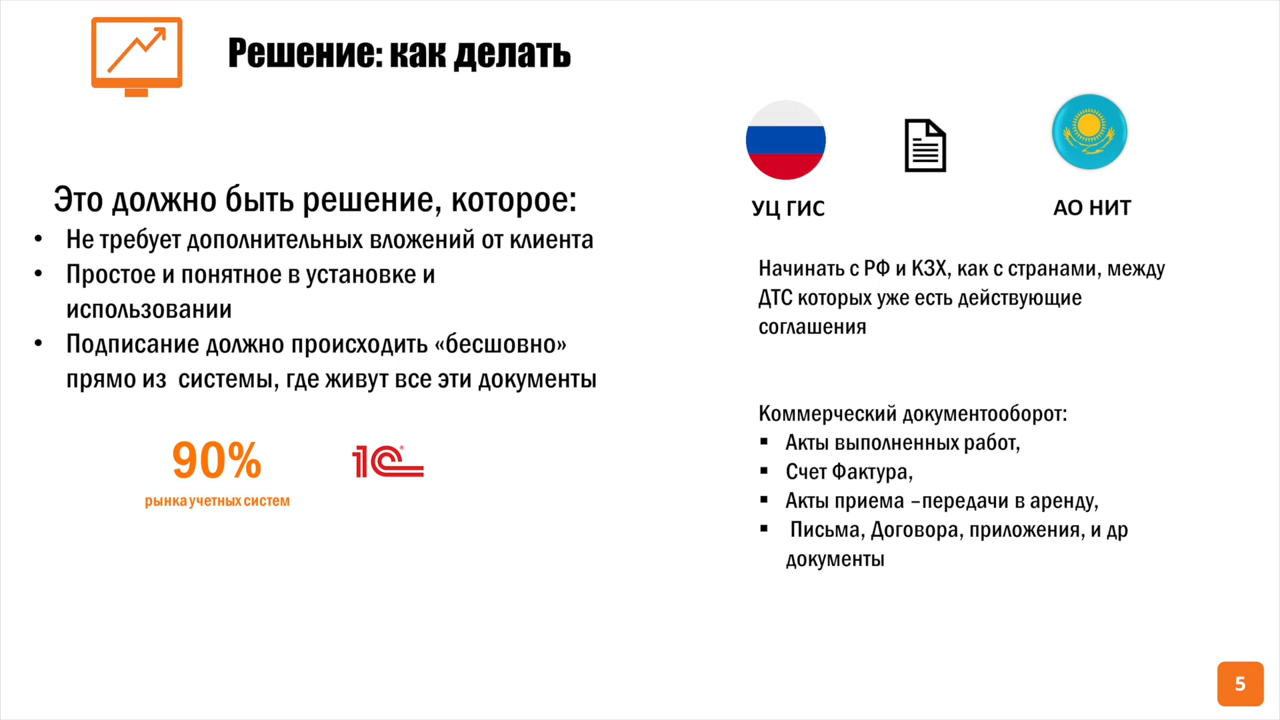 Решение: как делать
Это должно быть решение, которое:
• Не требует дополнительных вложений от клиента
• Простое и понятное в установке и
использовании
• Подписание должно происходить «бесшовно»
прямо из системы, где живут все эти документы
90%
рынка учетных систем
1С
УЦ ГИС
АО НИТ
Начинать с РФ и КЗХ, как с странами, между
ДТС которых уже есть действующие
соглашения
Коммерческий документооборот:
▪ Акты выполненных работ,
▪ Счет Фактура,
▪ Акты приема –передачи в аренду,
▪ Письма, Договора, приложения, и др
документы
5